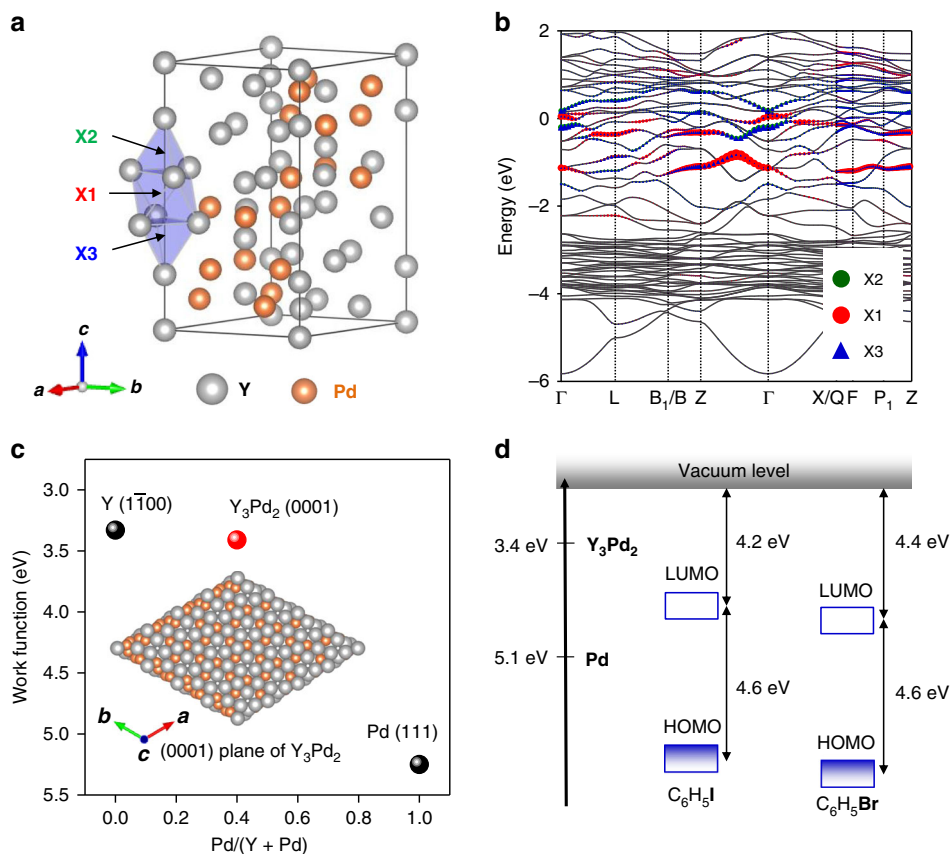 a
X2
X1
X3
c
a
b
Y
Pd
b
Energy (eV)
2
0
−2
−4
−6
X2
X1
X3
Γ L B1/B Z Γ X/Q F P1 Z
c
Work function (eV)
3.0
3.5
4.0
4.5
5.0
5.5
Y (11̄00)
Y3Pd2 (0001)
Pd (111)
b
a
c
(0001) plane of Y3Pd2
0.0 0.2 0.4 0.6 0.8 1.0
Pd/(Y + Pd)
d
Vacuum level
3.4 eV
Y3Pd2
5.1 eV
Pd
4.2 eV
LUMO
4.6 eV
HOMO
C6H5I
4.4 eV
LUMO
4.6 eV
HOMO
C6H5Br